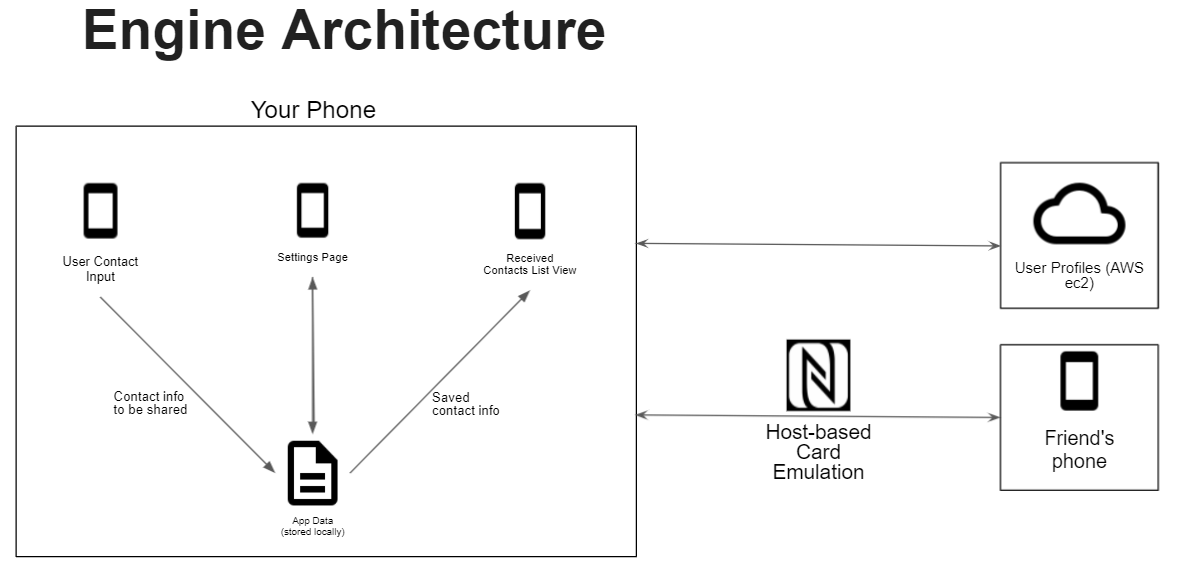 Engine Architecture
Your Phone
User Contact
Input
Settings Page
Received
Contacts List View
Contact info
to be shared
Saved
contact info
App Data
(stored locally)
User Profiles (AWS
ec2)
Host-based
Card
Emulation
Friend's
phone